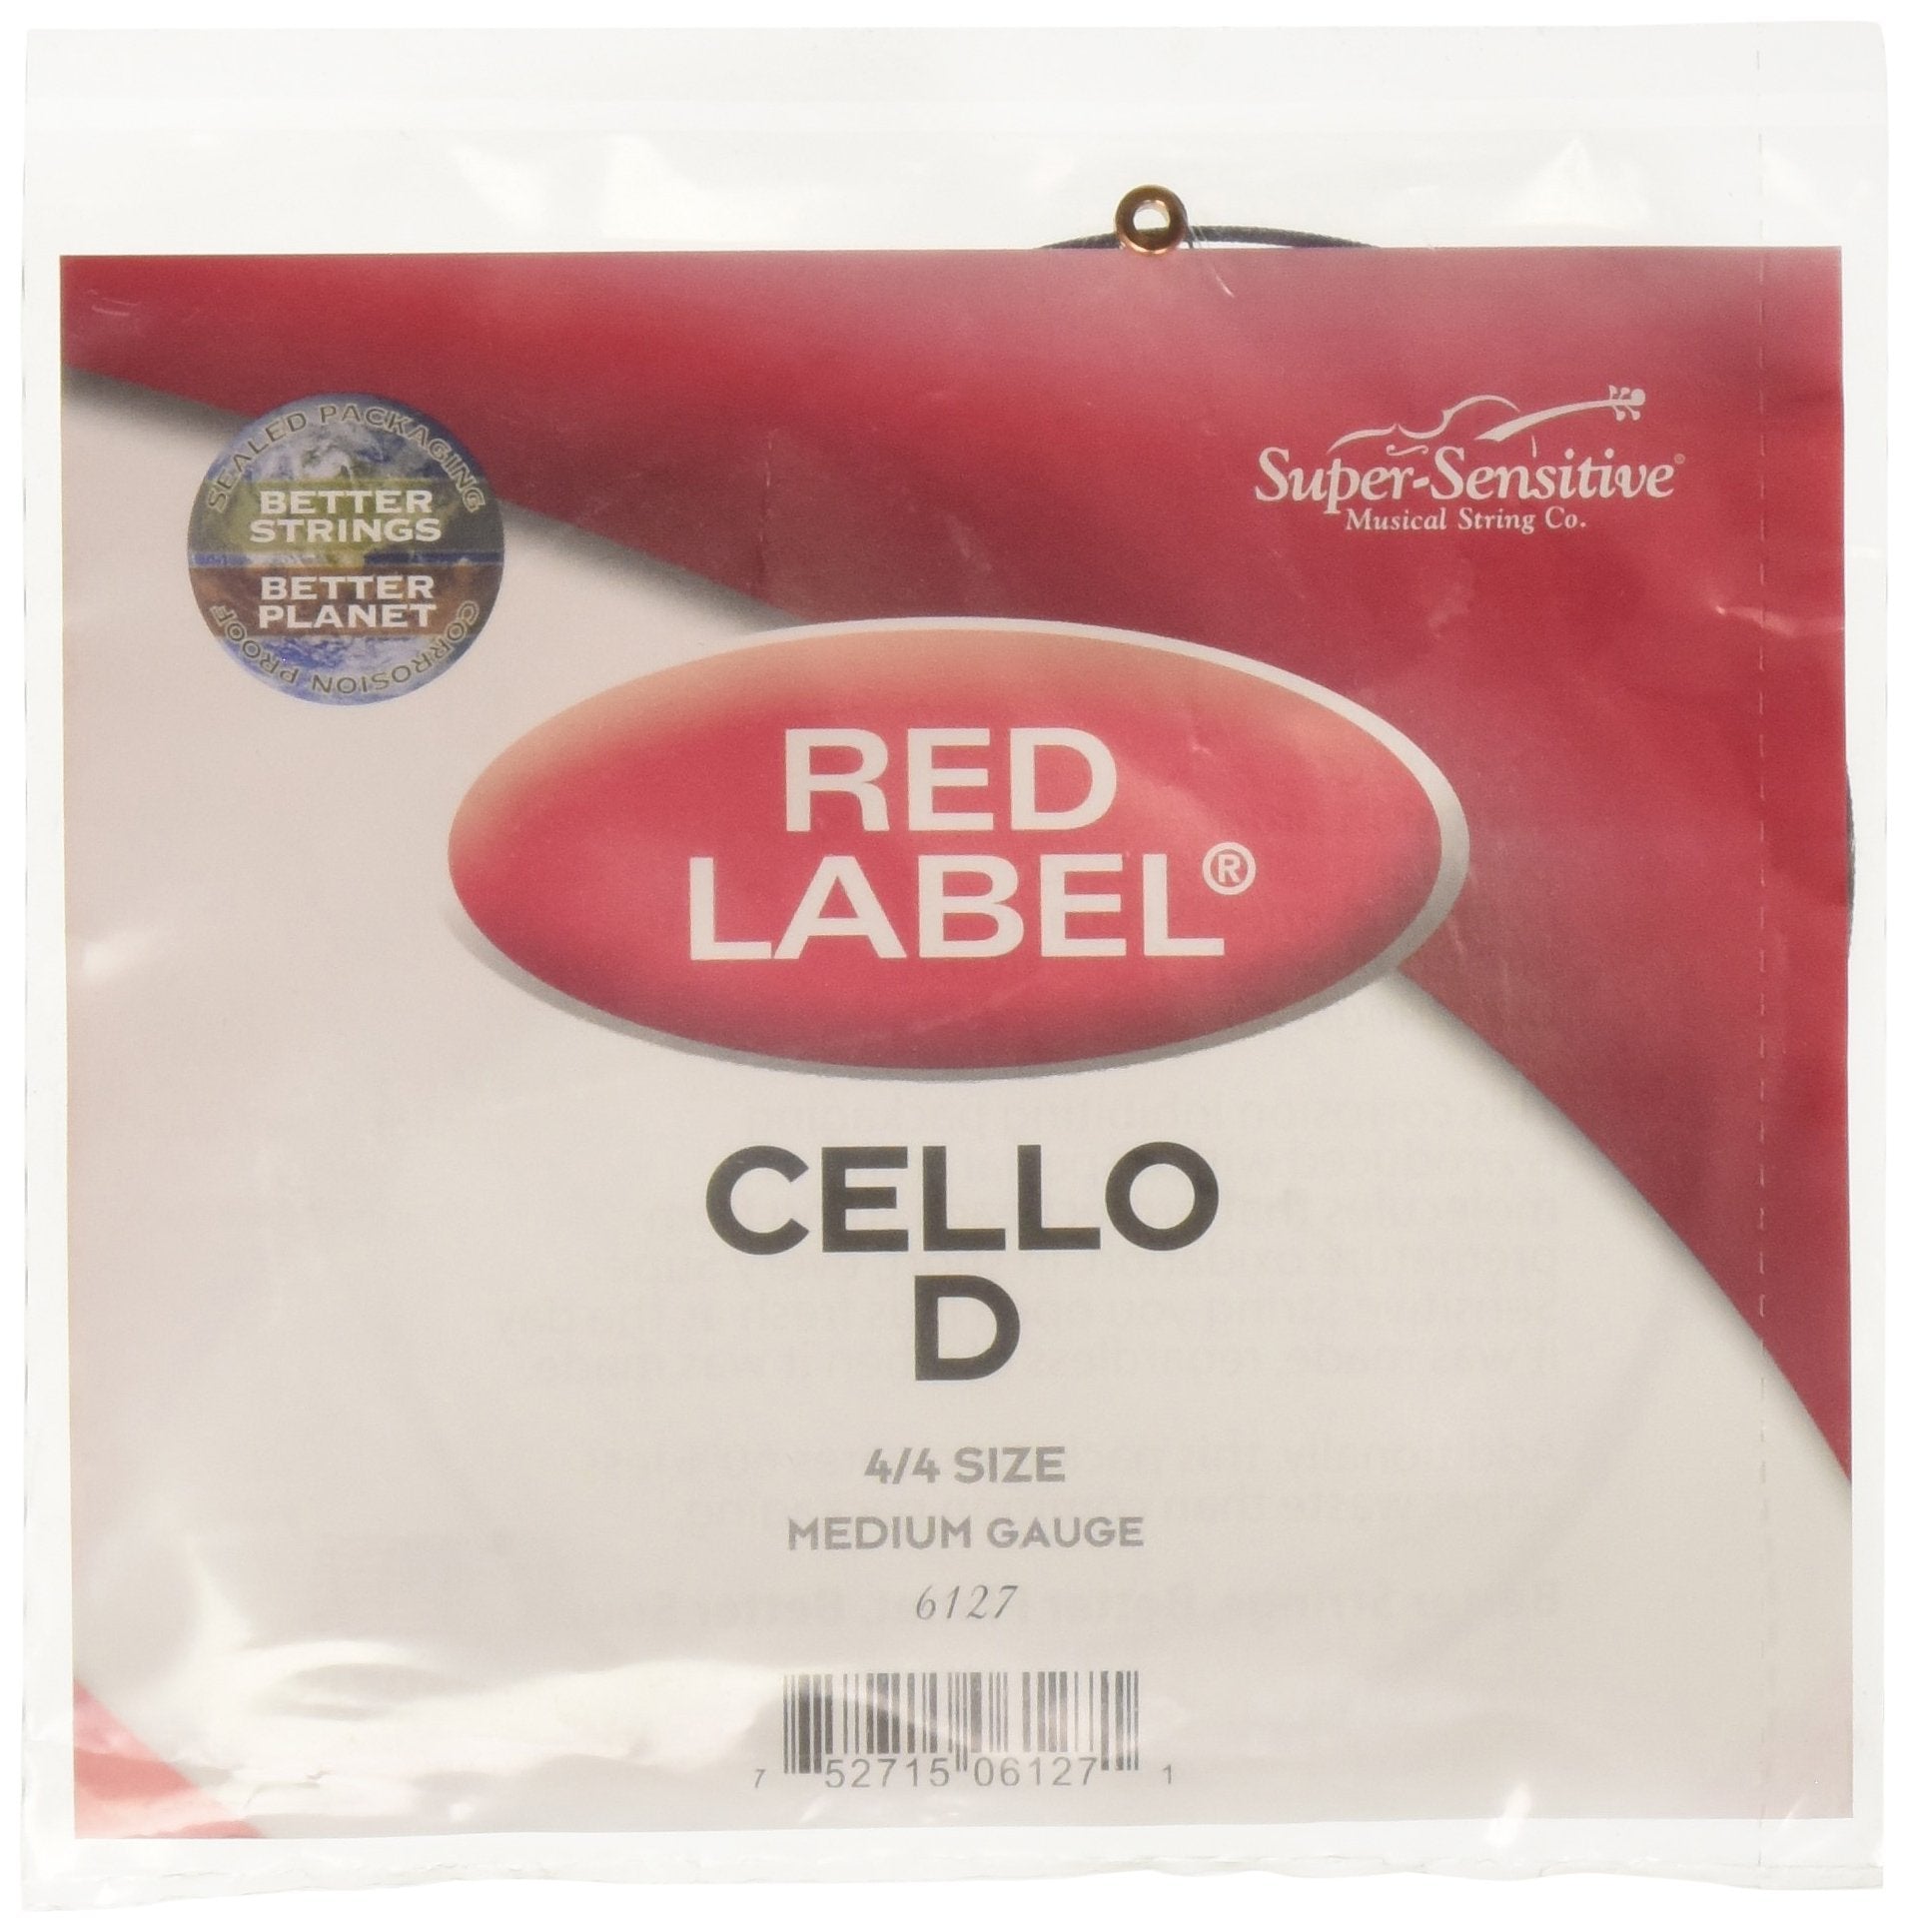 SEALED PACKAGING
BETTER
STRINGS
BETTER
PLANET
CORROSION PROOF
Super-Sensitive®
Musical String Co.
RED
LABEL®
CELLO
D
4/4 SIZE
MEDIUM GAUGE
6127
7 52715 06127 1